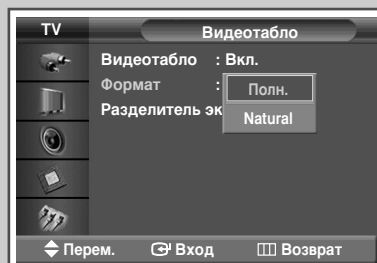 TV
Видеотабло
Видеотабло : Вкл.
Формат :
Полн.
Разделитель эк
Natural
Перем. Вход Возврат